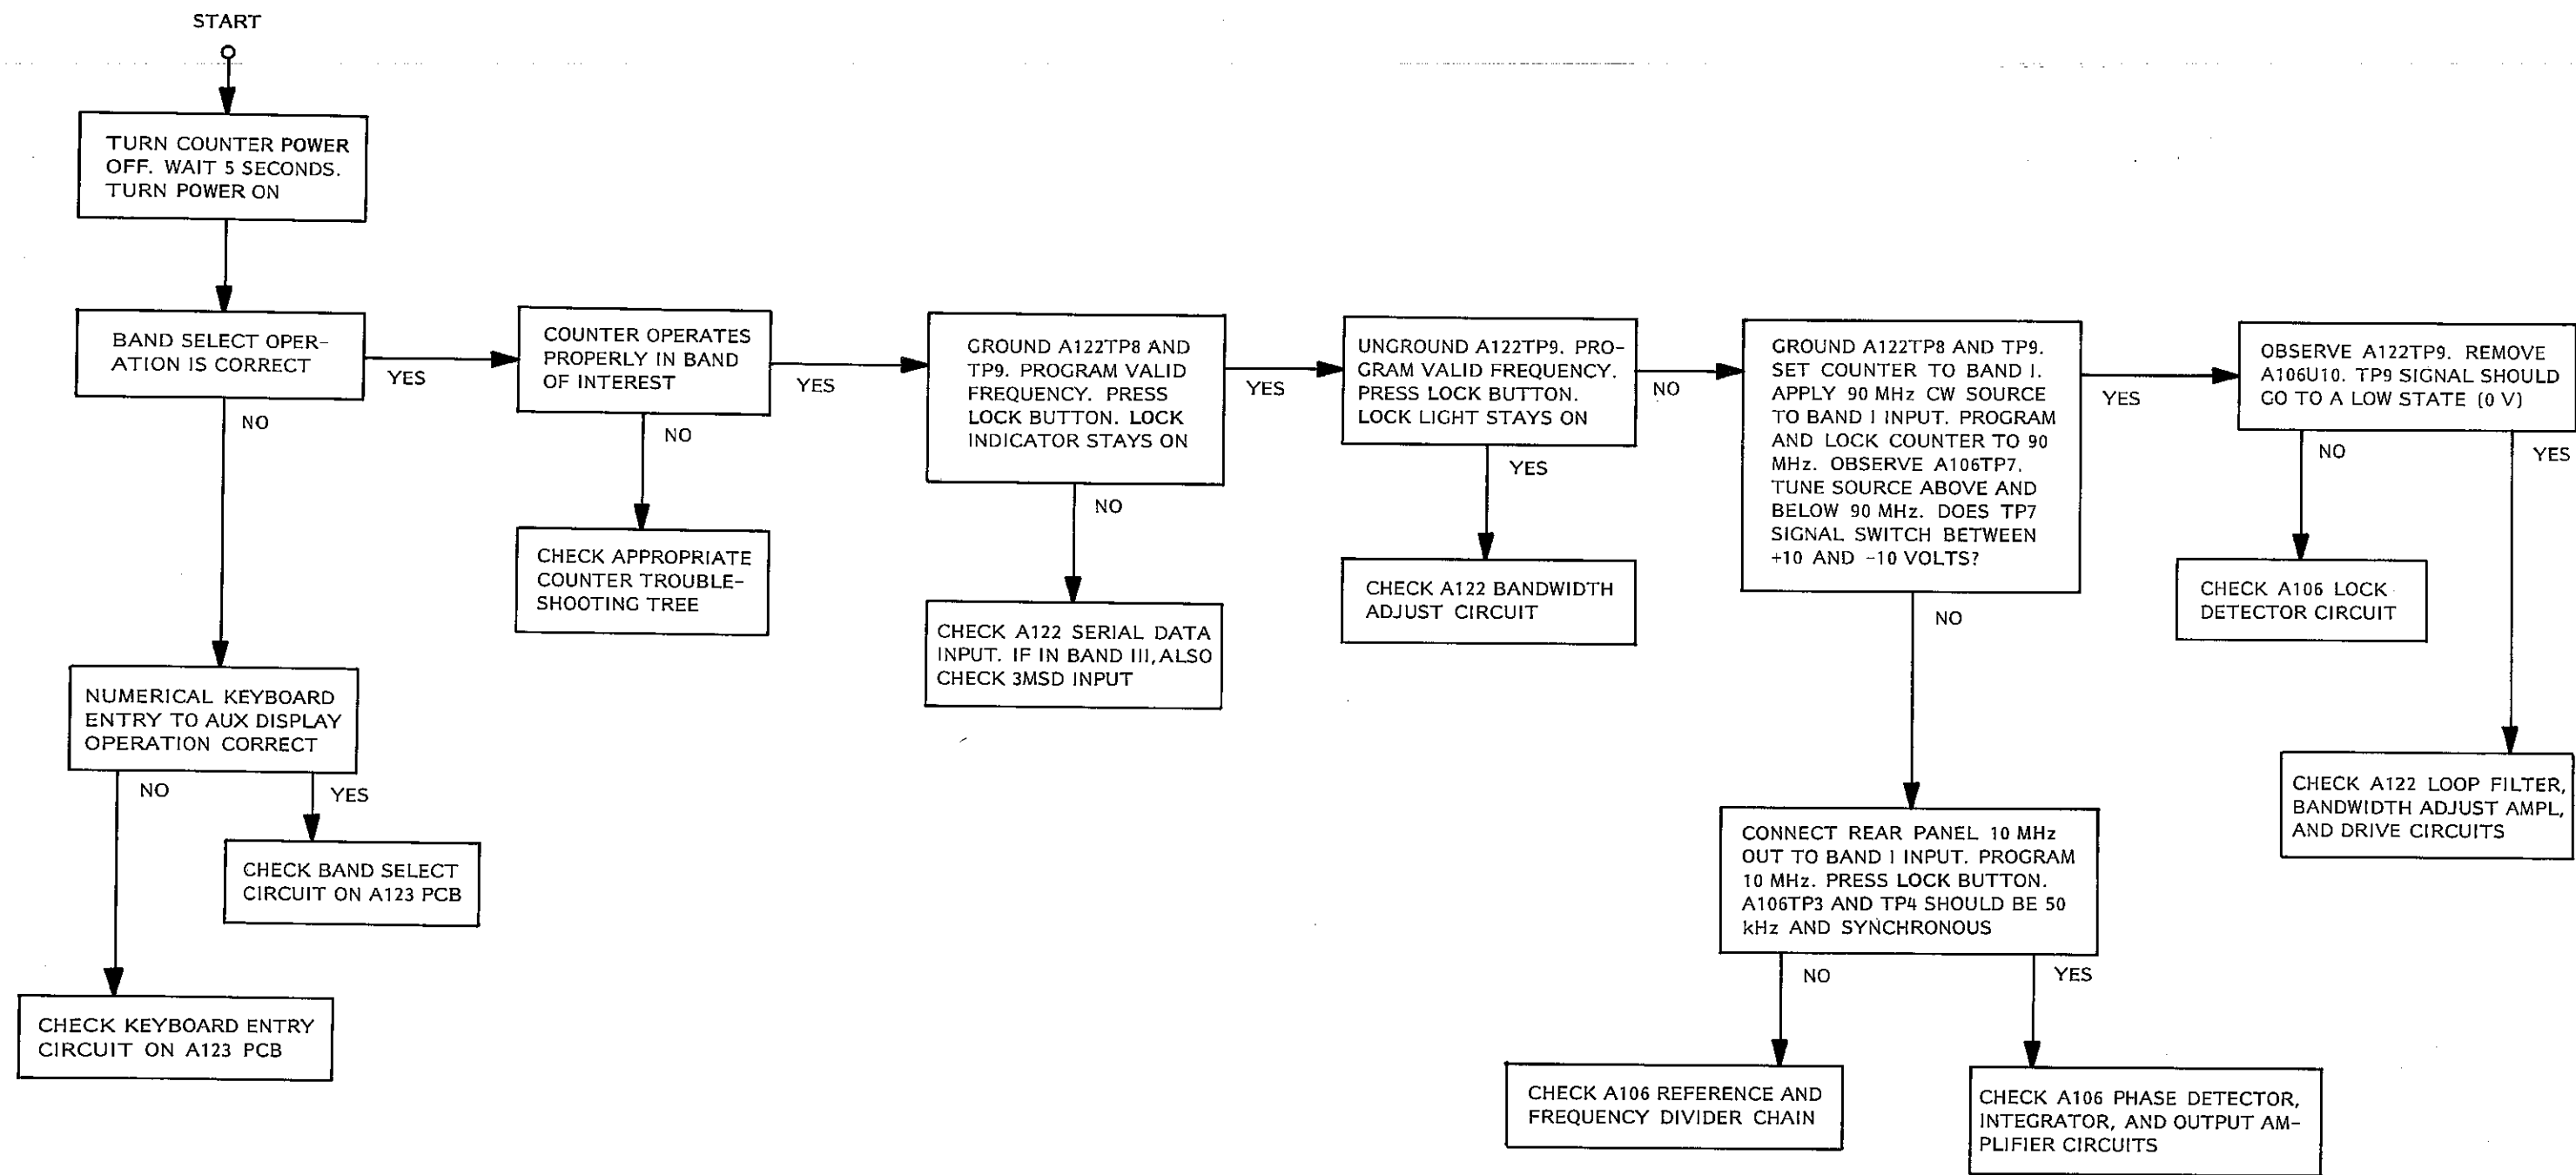 START
TURN COUNTER POWER
OFF. WAIT 5 SECONDS.
TURN POWER ON
BAND SELECT OPER-
ATION IS CORRECT
YES
NO
COUNTER OPERATES
PROPERLY IN BAND
OF INTEREST
YES
NO
GROUND A122TP8 AND
TP9. PROGRAM VALID
FREQUENCY. PRESS
LOCK BUTTON. LOCK
INDICATOR STAYS ON
YES
NO
UNGROUND A122TP9. PRO-
GRAM VALID FREQUENCY.
PRESS LOCK BUTTON.
LOCK LIGHT STAYS ON
NO
YES
GROUND A122TP8 AND TP9.
SET COUNTER TO BAND I.
APPLY 90 MHz CW SOURCE
TO BAND I INPUT. PROGRAM
AND LOCK COUNTER TO 90
MHz. OBSERVE A106TP7.
TUNE SOURCE ABOVE AND
BELOW 90 MHz. DOES TP7
SIGNAL SWITCH BETWEEN
+10 AND -10 VOLTS?
YES
NO
OBSERVE A122TP9. REMOVE
A106U10. TP9 SIGNAL SHOULD
GO TO A LOW STATE (0 V)
NO
YES
CHECK APPROPRIATE
COUNTER TROUBLE-
SHOOTING TREE
CHECK A122 SERIAL DATA
INPUT. IF IN BAND III, ALSO
CHECK 3MSD INPUT
CHECK A122 BANDWIDTH
ADJUST CIRCUIT
CHECK A106 LOCK
DETECTOR CIRCUIT
NUMERICAL KEYBOARD
ENTRY TO AUX DISPLAY
OPERATION CORRECT
NO
YES
CHECK BAND SELECT
CIRCUIT ON A123 PCB
CHECK KEYBOARD ENTRY
CIRCUIT ON A123 PCB
CONNECT REAR PANEL 10 MHz
OUT TO BAND I INPUT. PROGRAM
10 MHz. PRESS LOCK BUTTON.
A106TP3 AND TP4 SHOULD BE 50
kHz AND SYNCHRONOUS
NO
YES
CHECK A122 LOOP FILTER,
BANDWIDTH ADJUST AMPL,
AND DRIVE CIRCUITS
CHECK A106 REFERENCE AND
FREQUENCY DIVIDER CHAIN
CHECK A106 PHASE DETECTOR,
INTEGRATOR, AND OUTPUT AM-
PLIFIER CIRCUITS